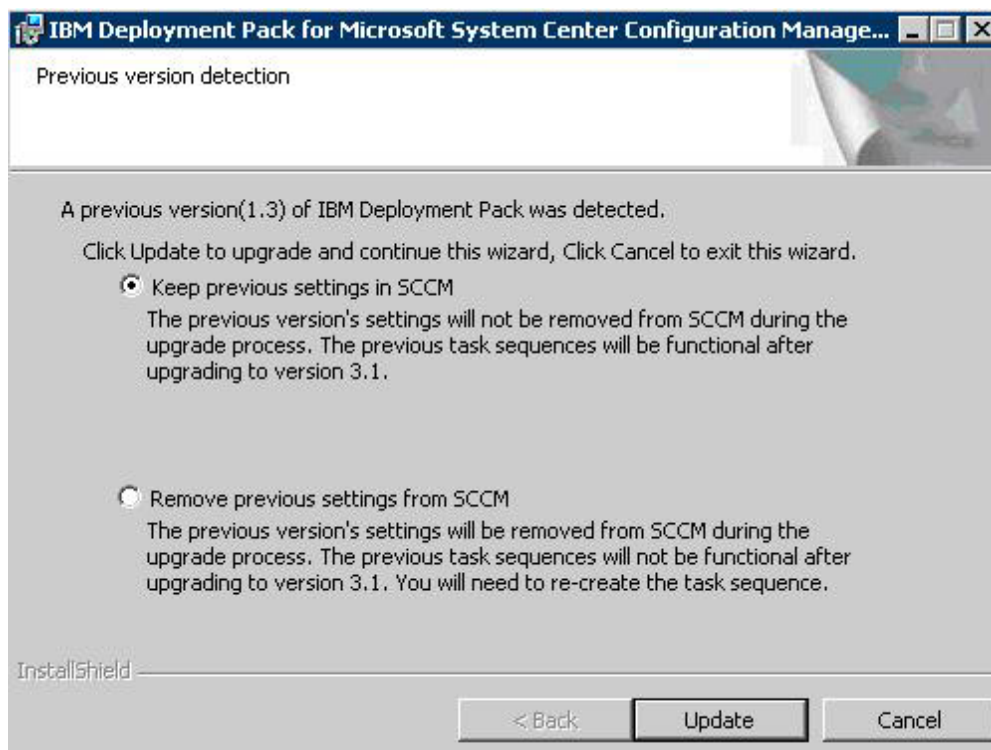 IBM Deployment Pack for Microsoft System Center Configuration Manage...
Previous version detection
A previous version(1.3) of IBM Deployment Pack was detected.
Click Update to upgrade and continue this wizard, Click Cancel to exit this wizard.
Keep previous settings in SCCM
The previous version's settings will not be removed from SCCM during the
upgrade process. The previous task sequences will be functional after
upgrading to version 3.1.
Remove previous settings from SCCM
The previous version's settings will be removed from SCCM during the
upgrade process. The previous task sequences will not be functional after
upgrading to version 3.1. You will need to re-create the task sequence.
InstallShield
< Back
Update
Cancel